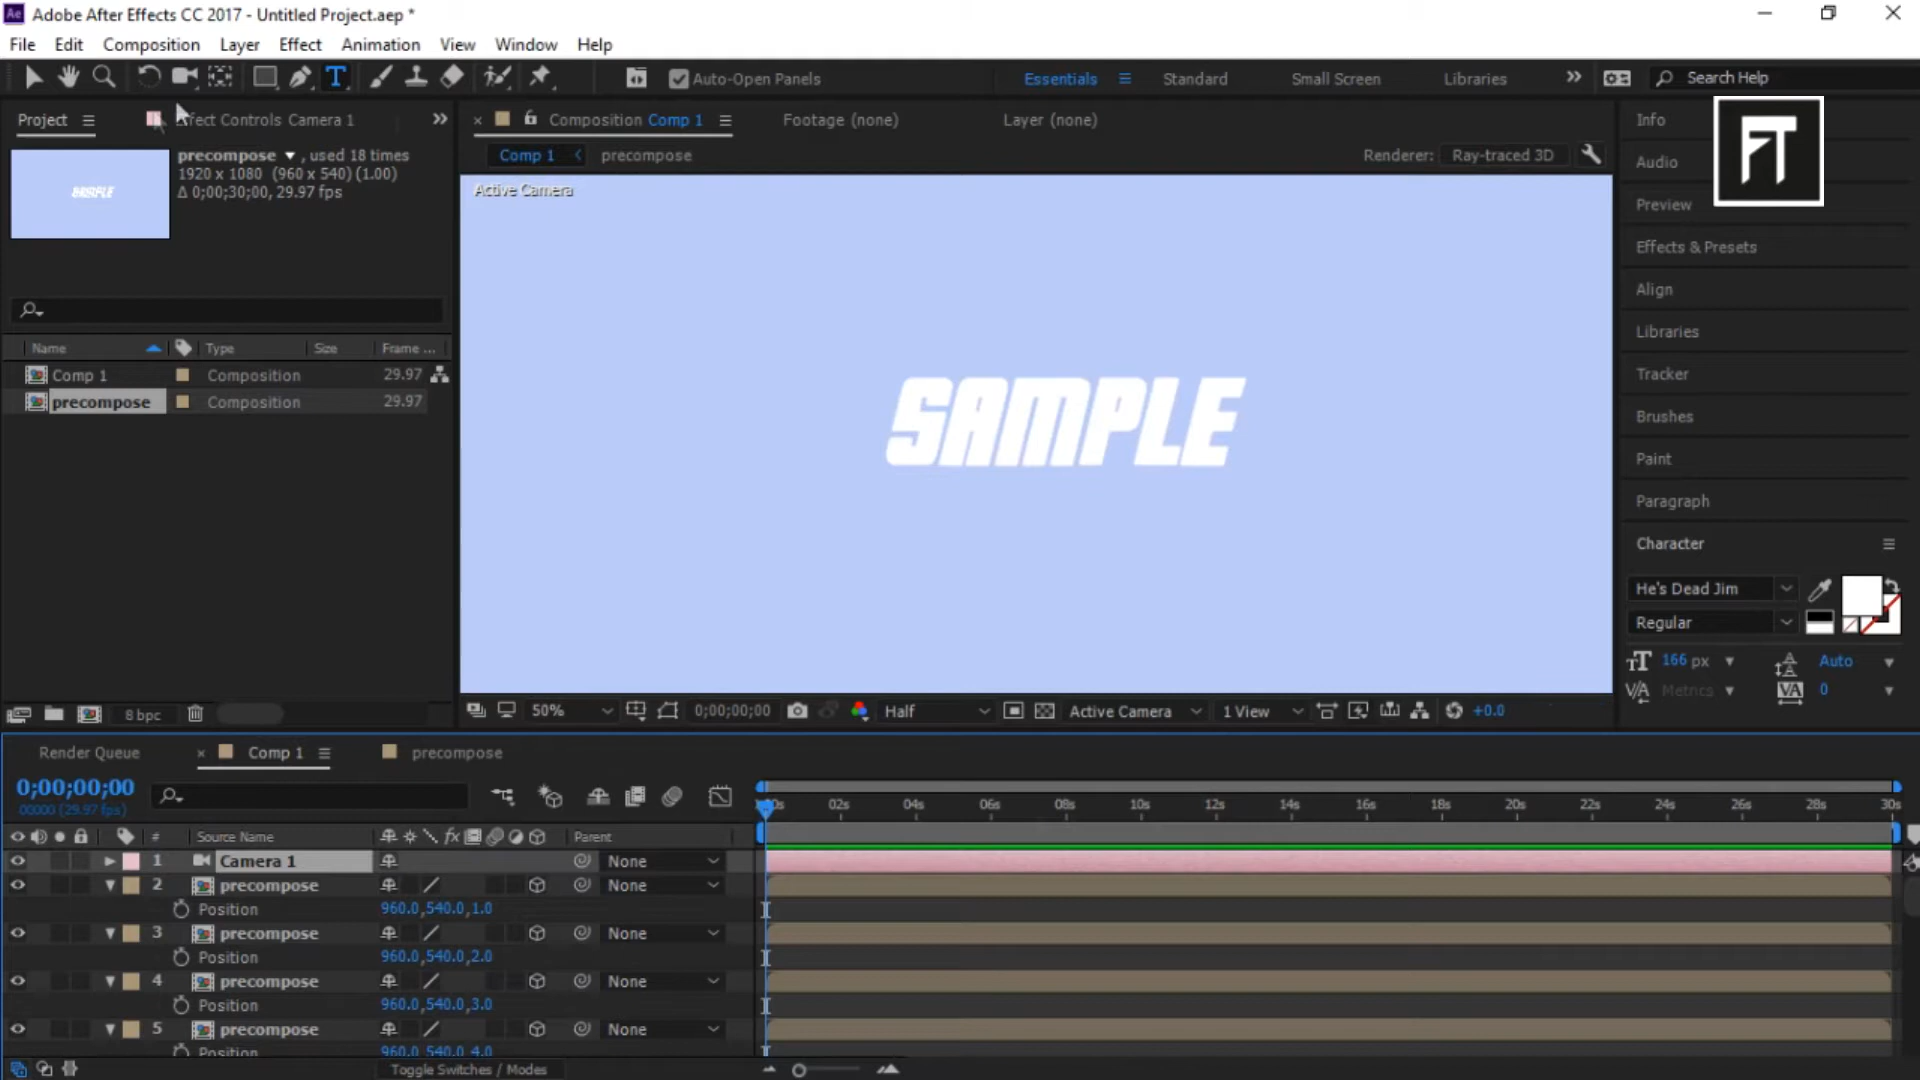 Adobe After Effects CC 2017 - Untitled Project.aep *
File Edit Composition Layer Effect Animation View Window Help
Auto-Open Panels Essentials Standard Small Screen Libraries Search Help
Project Effect Controls Camera 1
precompose , used 18 times
1920 x 1080 (960 x 540) (1.00)
Δ 0;00;30;00, 29.97 fps
SAMPLE
Name Type Size Frame ...
Comp 1 Composition 29.97
precompose Composition 29.97
8 bpc
× Composition Comp 1 Footage (none) Layer (none)
Comp 1 precompose Renderer: Ray-traced 3D
Active Camera
SAMPLE
50% 0;00;00;00 Half Active Camera 1 View +0.0
FT
Info
Audio
Preview
Effects & Presets
Align
Libraries
Tracker
Brushes
Paint
Paragraph
Character
He's Dead Jim
Regular
166 px Auto
Metrics 0
Render Queue × Comp 1 precompose
0;00;00;00
00000 (29.97 fps)
02s 04s 06s 08s 10s 12s 14s 16s 18s 20s 22s 24s 26s 28s 30s
# Source Name fx Parent
1 Camera 1 None
2 precompose None
Position 960.0,540.0,1.0
3 precompose None
Position 960.0,540.0,2.0
4 precompose None
Position 960.0,540.0,3.0
5 precompose None
Position 960.0,540.0,4.0
Toggle Switches / Modes